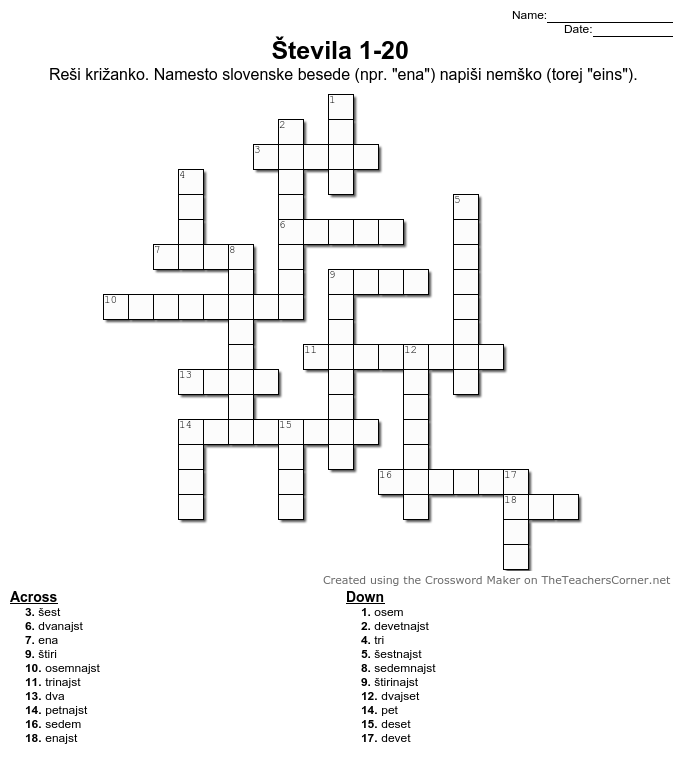 Name:
Date:
Števila 1-20
Reši križanko. Namesto slovenske besede (npr. "ena") napiši nemško (torej "eins").
1
2
3
4
5
6
7 8
9
10
11 12
13
14 15
16 17
18
Created using the Crossword Maker on TheTeachersCorner.net
Across
3. šest
6. dvanajst
7. ena
9. štiri
10. osemnajst
11. trinajst
13. dva
14. petnajst
16. sedem
18. enajst
Down
1. osem
2. devetnajst
4. tri
5. šestnajst
8. sedemnajst
9. štirinajst
12. dvajset
14. pet
15. deset
17. devet